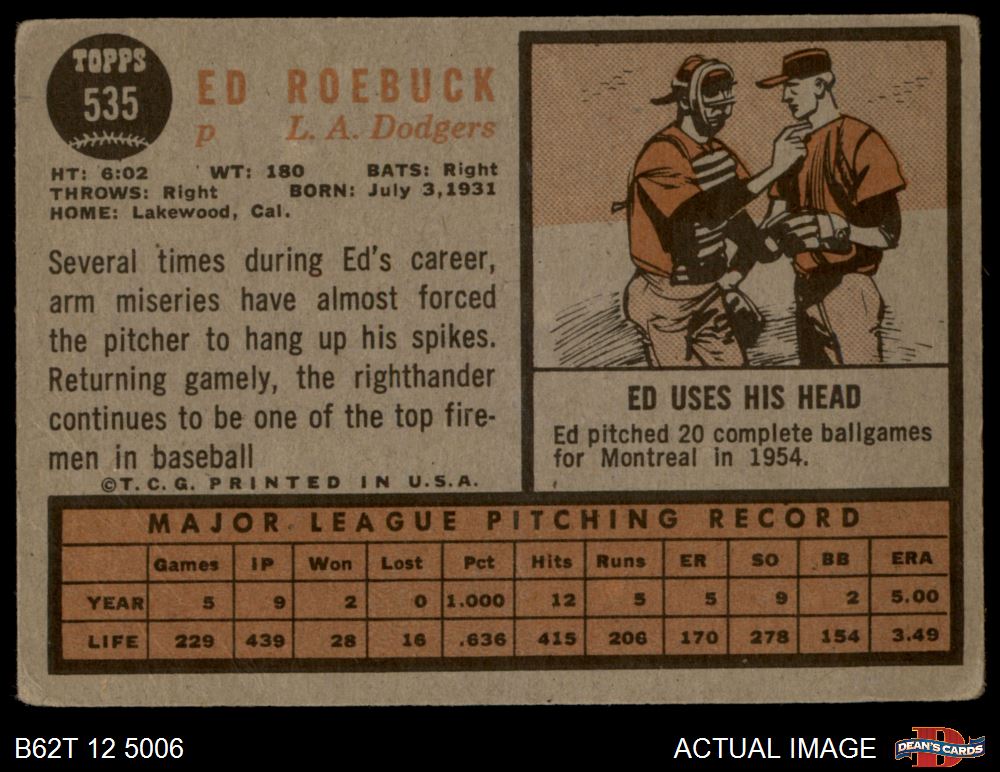 TOPPS
535
ED ROEBUCK
p L. A. Dodgers
HT: 6:02 WT: 180 BATS: Right
THROWS: Right BORN: July 3,1931
HOME: Lakewood, Cal.
Several times during Ed's career,
arm miseries have almost forced
the pitcher to hang up his spikes.
Returning gamely, the righthander
continues to be one of the top fire-
men in baseball
©T.C.G. PRINTED IN U.S.A.
ED USES HIS HEAD
Ed pitched 20 complete ballgames
for Montreal in 1954.
MAJOR LEAGUE PITCHING RECORD
Games IP Won Lost Pct Hits Runs ER SO BB ERA
YEAR 5 9 2 0 1.000 12 5 5 9 2 5.00
LIFE 229 439 28 16 .636 415 206 170 278 154 3.49
B62T 12 5006
ACTUAL IMAGE
D
DEAN'S CARDS